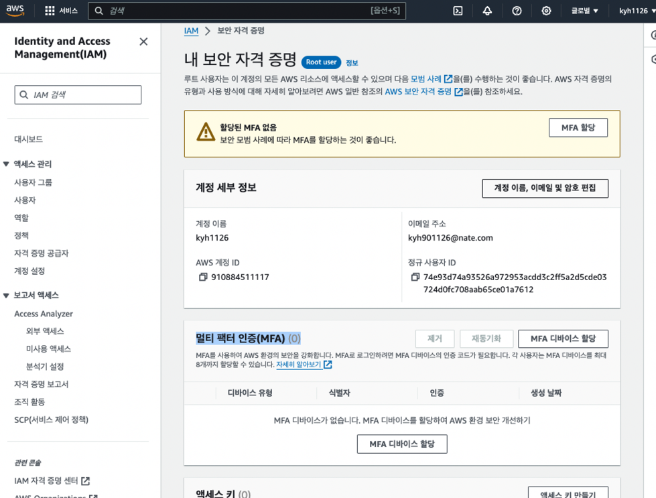 aws
서비스
검색
[옵션+S]
글로벌
kyh1126
Identity and Access
Management(IAM)
IAM 검색
대시보드
액세스 관리
사용자 그룹
사용자
역할
정책
자격 증명 공급자
계정 설정
보고서 액세스
Access Analyzer
외부 액세스
미사용 액세스
분석기 설정
자격 증명 보고서
조직 활동
SCP(서비스 제어 정책)
관련 콘솔
IAM 자격 증명 센터
AWS Organizations
IAM > 보안 자격 증명
내 보안 자격 증명 Root user 정보
루트 사용자는 이 계정의 모든 AWS 리소스에 액세스할 수 있으며 다음 모범 사례을(를) 수행하는 것이 좋습니다. AWS 자격 증명의
유형과 사용 방식에 대해 자세히 알아보려면 AWS 일반 참조의 AWS 보안 자격 증명을(를) 참조하세요.
할당된 MFA 없음
보안 모범 사례에 따라 MFA를 할당하는 것이 좋습니다.
MFA 할당
계정 세부 정보
계정 이름, 이메일 및 암호 편집
계정 이름
kyh1126
이메일 주소
kyh901126@nate.com
AWS 계정 ID
910884511117
정규 사용자 ID
74e93d74a93526a972953acdd3c2ff5a2d5cde03
724d0fc708aab65ce01a7612
멀티 팩터 인증(MFA) (0)
제거
재동기화
MFA 디바이스 할당
MFA를 사용하여 AWS 환경의 보안을 강화합니다. MFA로 로그인하려면 MFA 디바이스의 인증 코드가 필요합니다. 각 사용자는 MFA 디바이스를 최대
8개까지 할당할 수 있습니다. 자세히 알아보기
디바이스 유형
식별자
인증
생성 날짜
MFA 디바이스가 없습니다. MFA 디바이스를 할당하여 AWS 환경 보안 개선하기
MFA 디바이스 할당
액세스 키 (0)
액세스 키 만들기